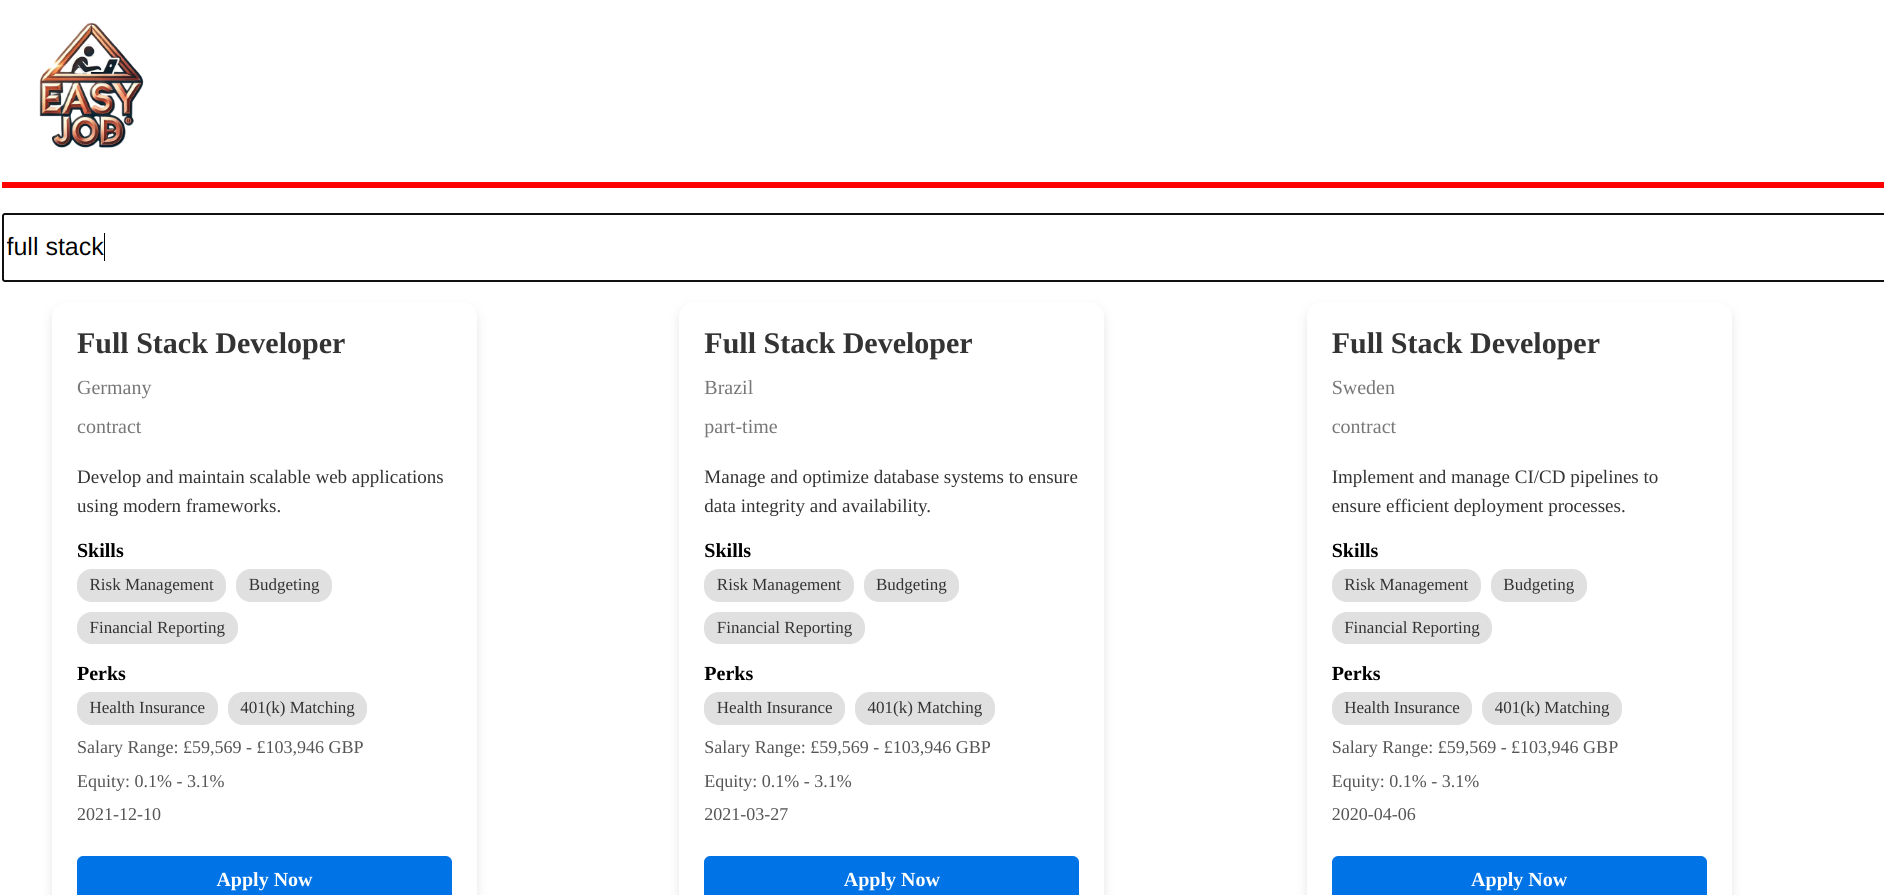 EASY
JOB
full stack
Full Stack Developer
Germany
contract
Develop and maintain scalable web applications
using modern frameworks.
Skills
Risk Management
Budgeting
Financial Reporting
Perks
Health Insurance
401(k) Matching
Salary Range: £59,569 - £103,946 GBP
Equity: 0.1% - 3.1%
2021-12-10
Apply Now
Full Stack Developer
Brazil
part-time
Manage and optimize database systems to ensure
data integrity and availability.
Skills
Risk Management
Budgeting
Financial Reporting
Perks
Health Insurance
401(k) Matching
Salary Range: £59,569 - £103,946 GBP
Equity: 0.1% - 3.1%
2021-03-27
Apply Now
Full Stack Developer
Sweden
contract
Implement and manage CI/CD pipelines to
ensure efficient deployment processes.
Skills
Risk Management
Budgeting
Financial Reporting
Perks
Health Insurance
401(k) Matching
Salary Range: £59,569 - £103,946 GBP
Equity: 0.1% - 3.1%
2020-04-06
Apply Now